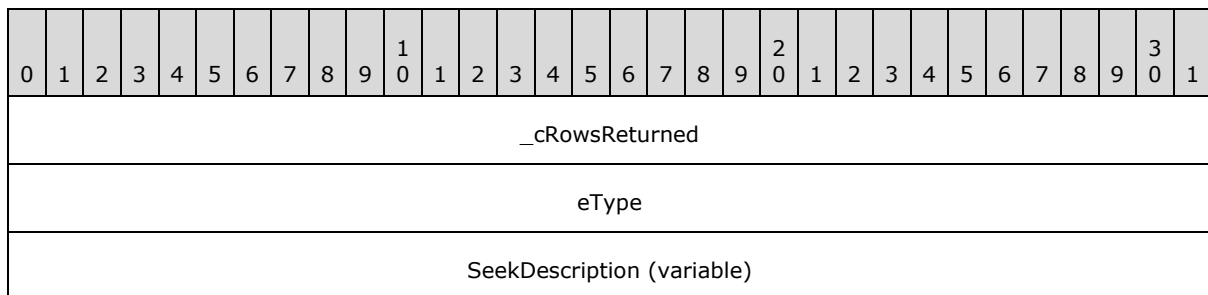 1 2 3
0 1 2 3 4 5 6 7 8 9 0 1 2 3 4 5 6 7 8 9 0 1 2 3 4 5 6 7 8 9 0 1
_cRowsReturned
eType
SeekDescription (variable)